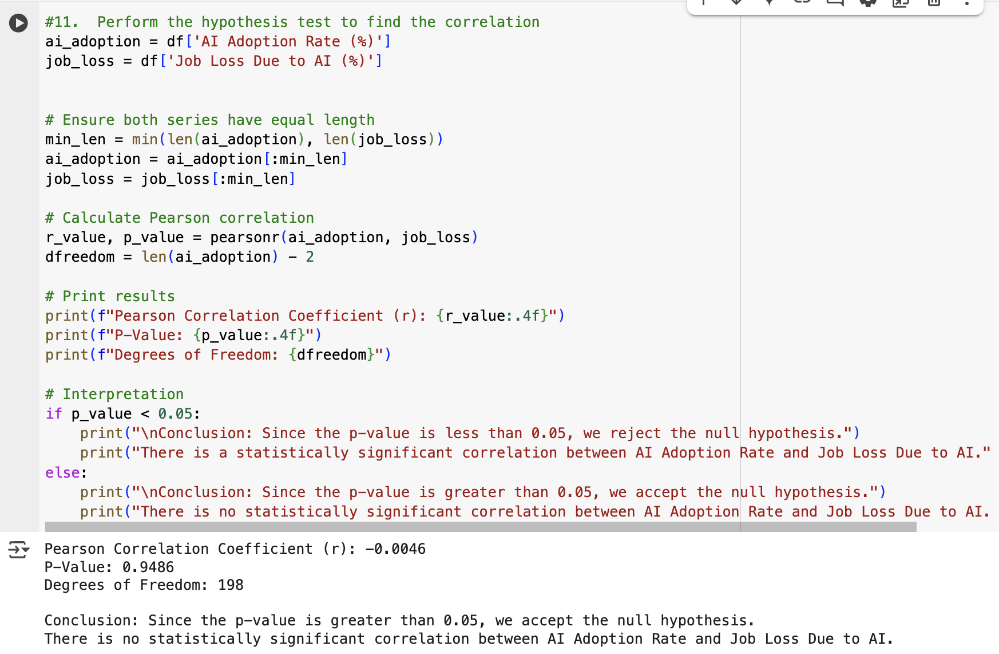 #11.  Perform the hypothesis test to find the correlation
ai_adoption = df['AI Adoption Rate (%)']
job_loss = df['Job Loss Due to AI (%)']
# Ensure both series have equal length
min_len = min(len(ai_adoption), len(job_loss))
ai_adoption = ai_adoption[:min_len]
job_loss = job_loss[:min_len]
# Calculate Pearson correlation
r_value, p_value = pearsonr(ai_adoption, job_loss)
dfreedom = len(ai_adoption) - 2
# Print results
print(f"Pearson Correlation Coefficient (r): {r_value:.4f}")
print(f"P-Value: {p_value:.4f}")
print(f"Degrees of Freedom: {dfreedom}")
# Interpretation
if p_value < 0.05:
    print("\nConclusion: Since the p-value is less than 0.05, we reject the null hypothesis.")
    print("There is a statistically significant correlation between AI Adoption Rate and Job Loss Due to AI."
else:
    print("\nConclusion: Since the p-value is greater than 0.05, we accept the null hypothesis.")
    print("There is no statistically significant correlation between AI Adoption Rate and Job Loss Due to AI.
Pearson Correlation Coefficient (r): -0.0046
P-Value: 0.9486
Degrees of Freedom: 198
Conclusion: Since the p-value is greater than 0.05, we accept the null hypothesis.
There is no statistically significant correlation between AI Adoption Rate and Job Loss Due to AI.